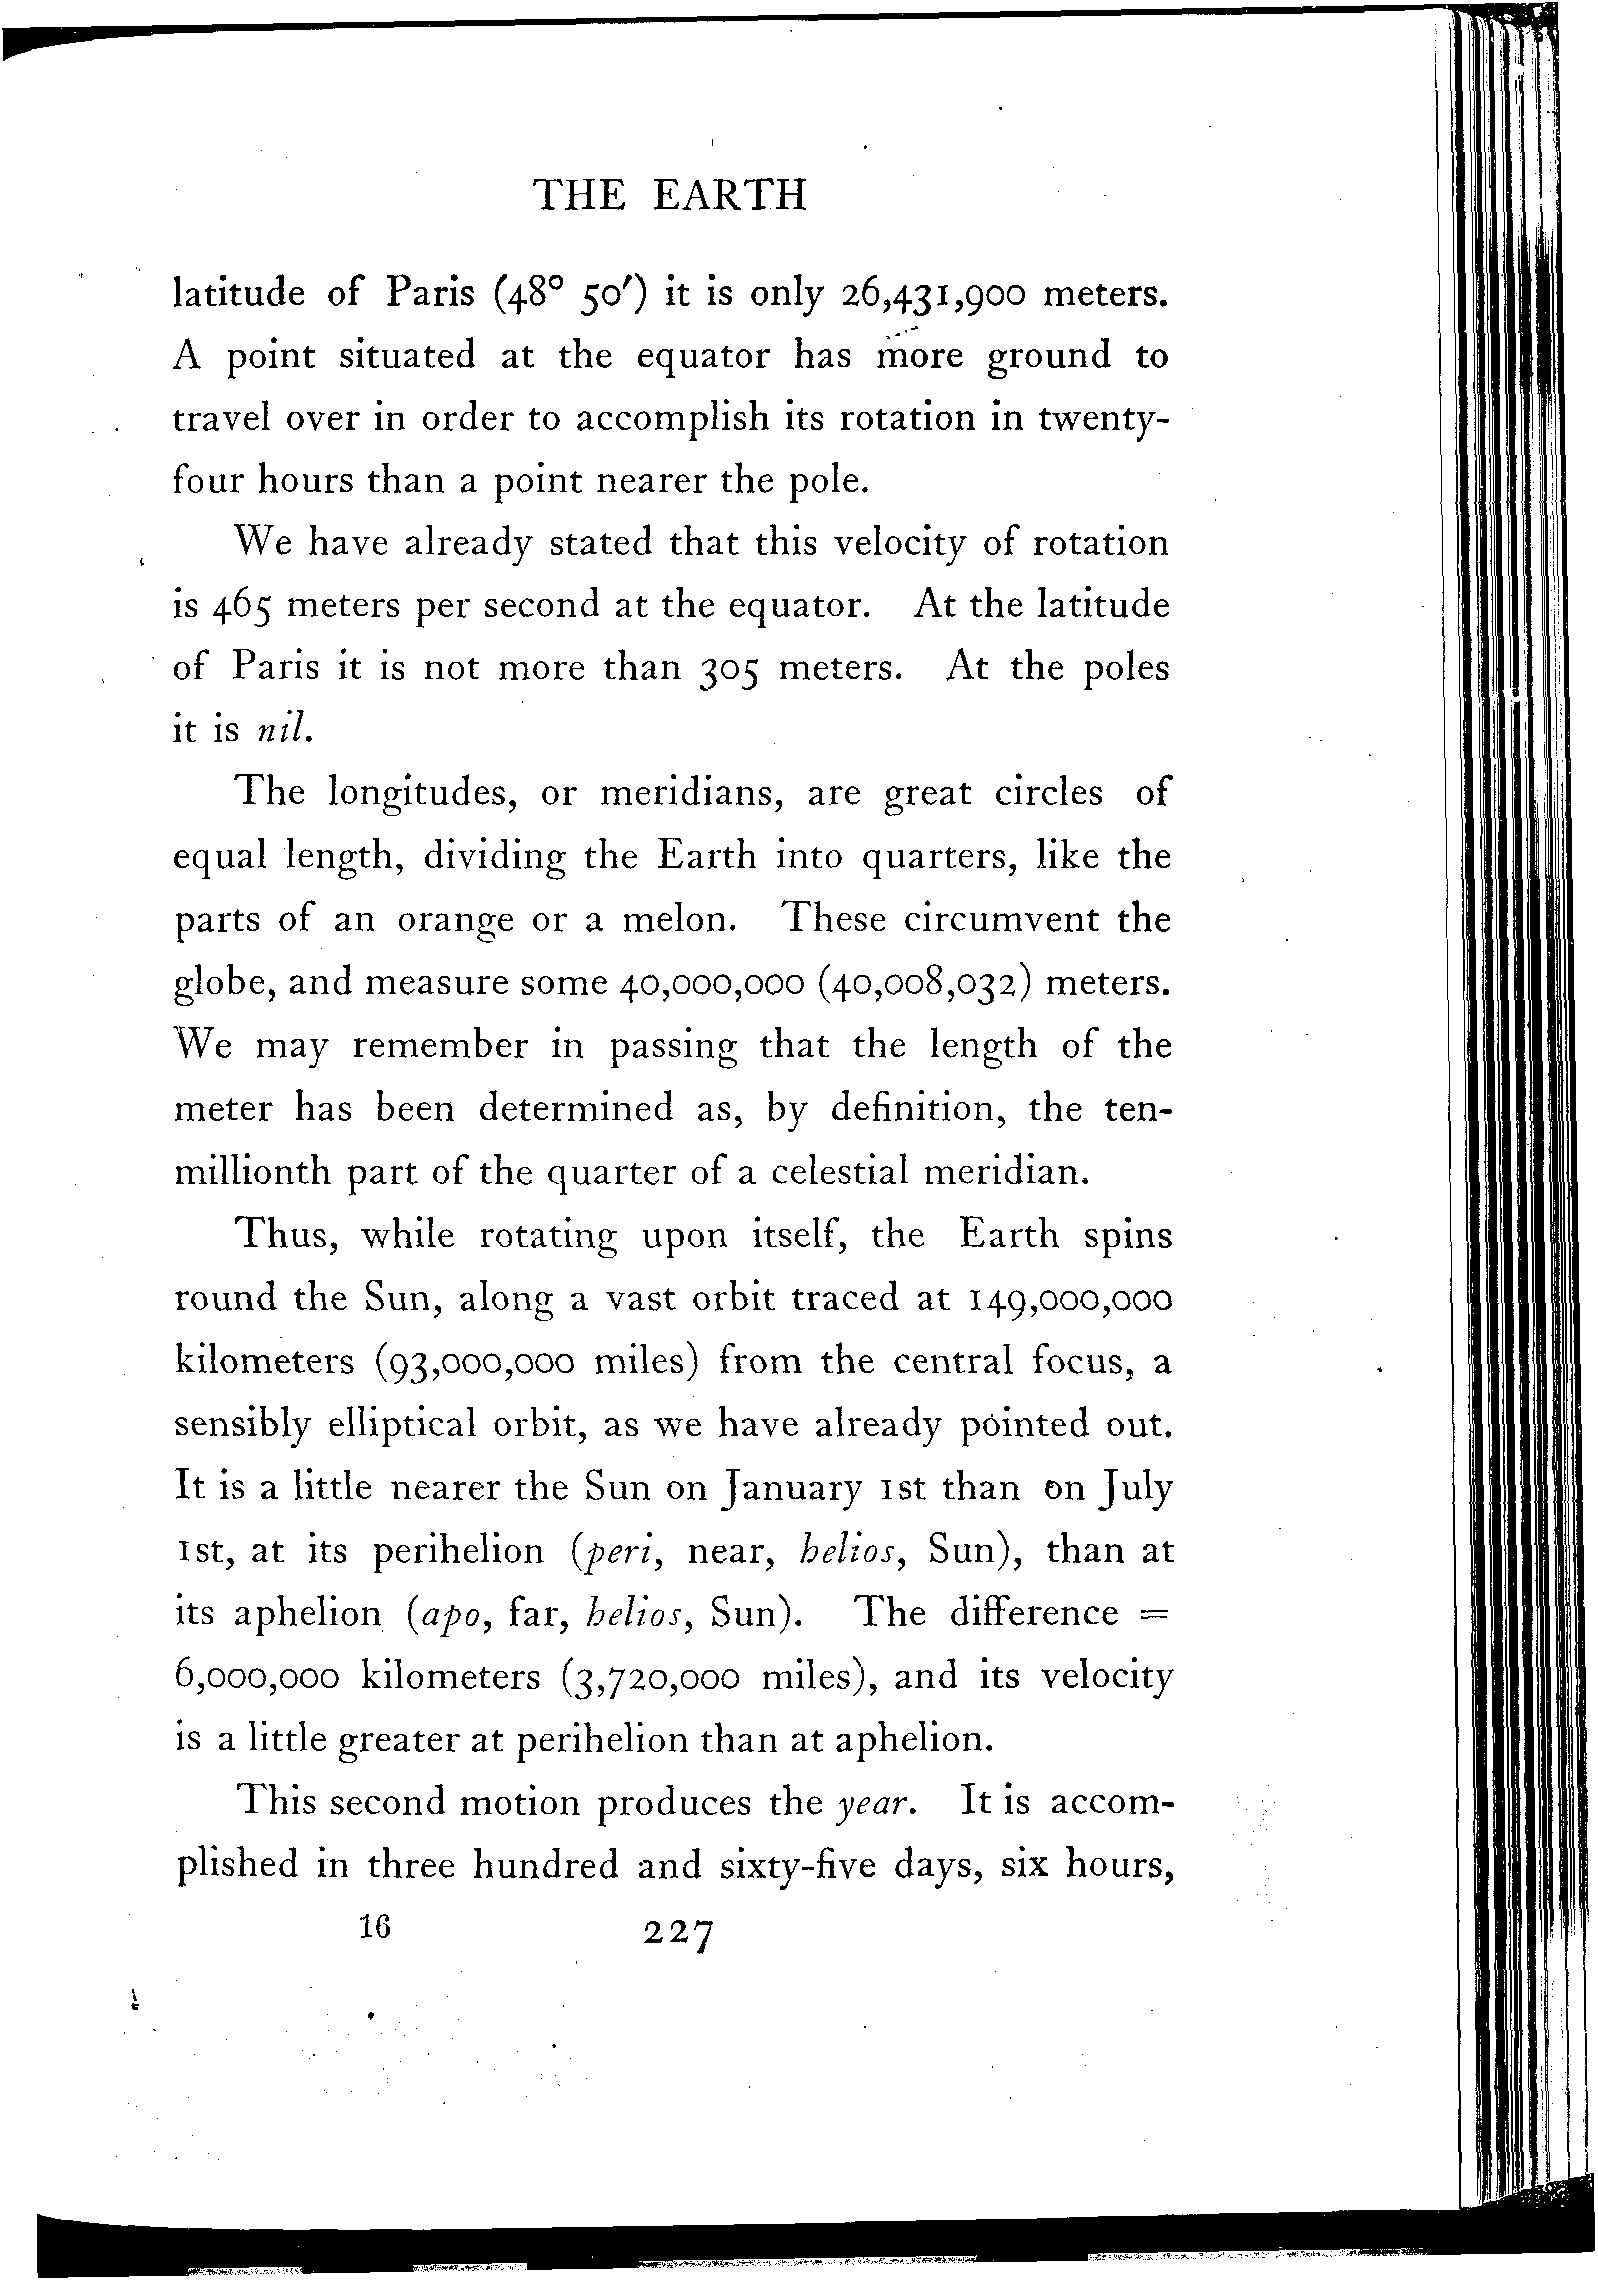 THE EARTH
latitude of Paris (48° 50′) it is only 26,431,900 meters.
A point situated at the equator has more ground to
travel over in order to accomplish its rotation in twenty-
four hours than a point nearer the pole.
We have already stated that this velocity of rotation
is 465 meters per second at the equator. At the latitude
of Paris it is not more than 305 meters. At the poles
it is nil.
The longitudes, or meridians, are great circles of
equal length, dividing the Earth into quarters, like the
parts of an orange or a melon. These circumvent the
globe, and measure some 40,000,000 (40,008,032) meters.
We may remember in passing that the length of the
meter has been determined as, by definition, the ten-
millionth part of the quarter of a celestial meridian.
Thus, while rotating upon itself, the Earth spins
round the Sun, along a vast orbit traced at 149,000,000
kilometers (93,000,000 miles) from the central focus, a
sensibly elliptical orbit, as we have already pointed out.
It is a little nearer the Sun on January 1st than on July
1st, at its perihelion (peri, near, helios, Sun), than at
its aphelion (apo, far, helios, Sun). The difference =
6,000,000 kilometers (3,720,000 miles), and its velocity
is a little greater at perihelion than at aphelion.
This second motion produces the year. It is accom-
plished in three hundred and sixty-five days, six hours,
16 227